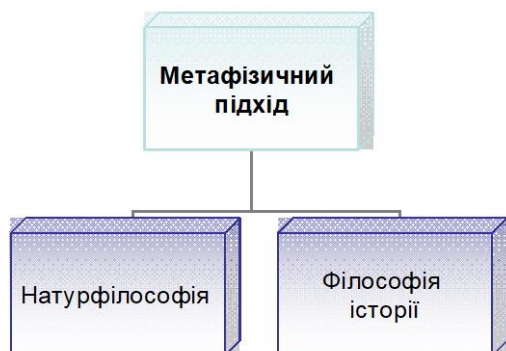 Метафізичний
підхід
Натурфілософія
Філософія
історії